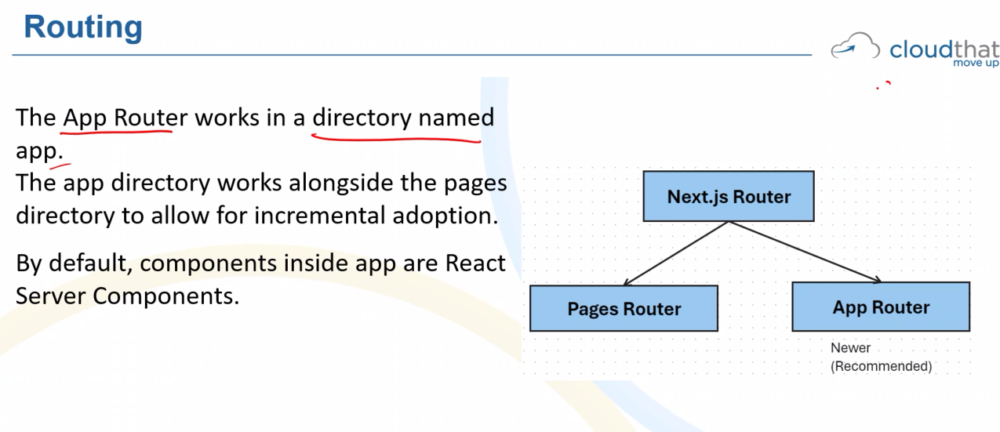 Routing
cloudthat
move up
The App Router works in a directory named
app.
The app directory works alongside the pages
directory to allow for incremental adoption.
By default, components inside app are React
Server Components.
Next.js Router
Pages Router
App Router
Newer
(Recommended)